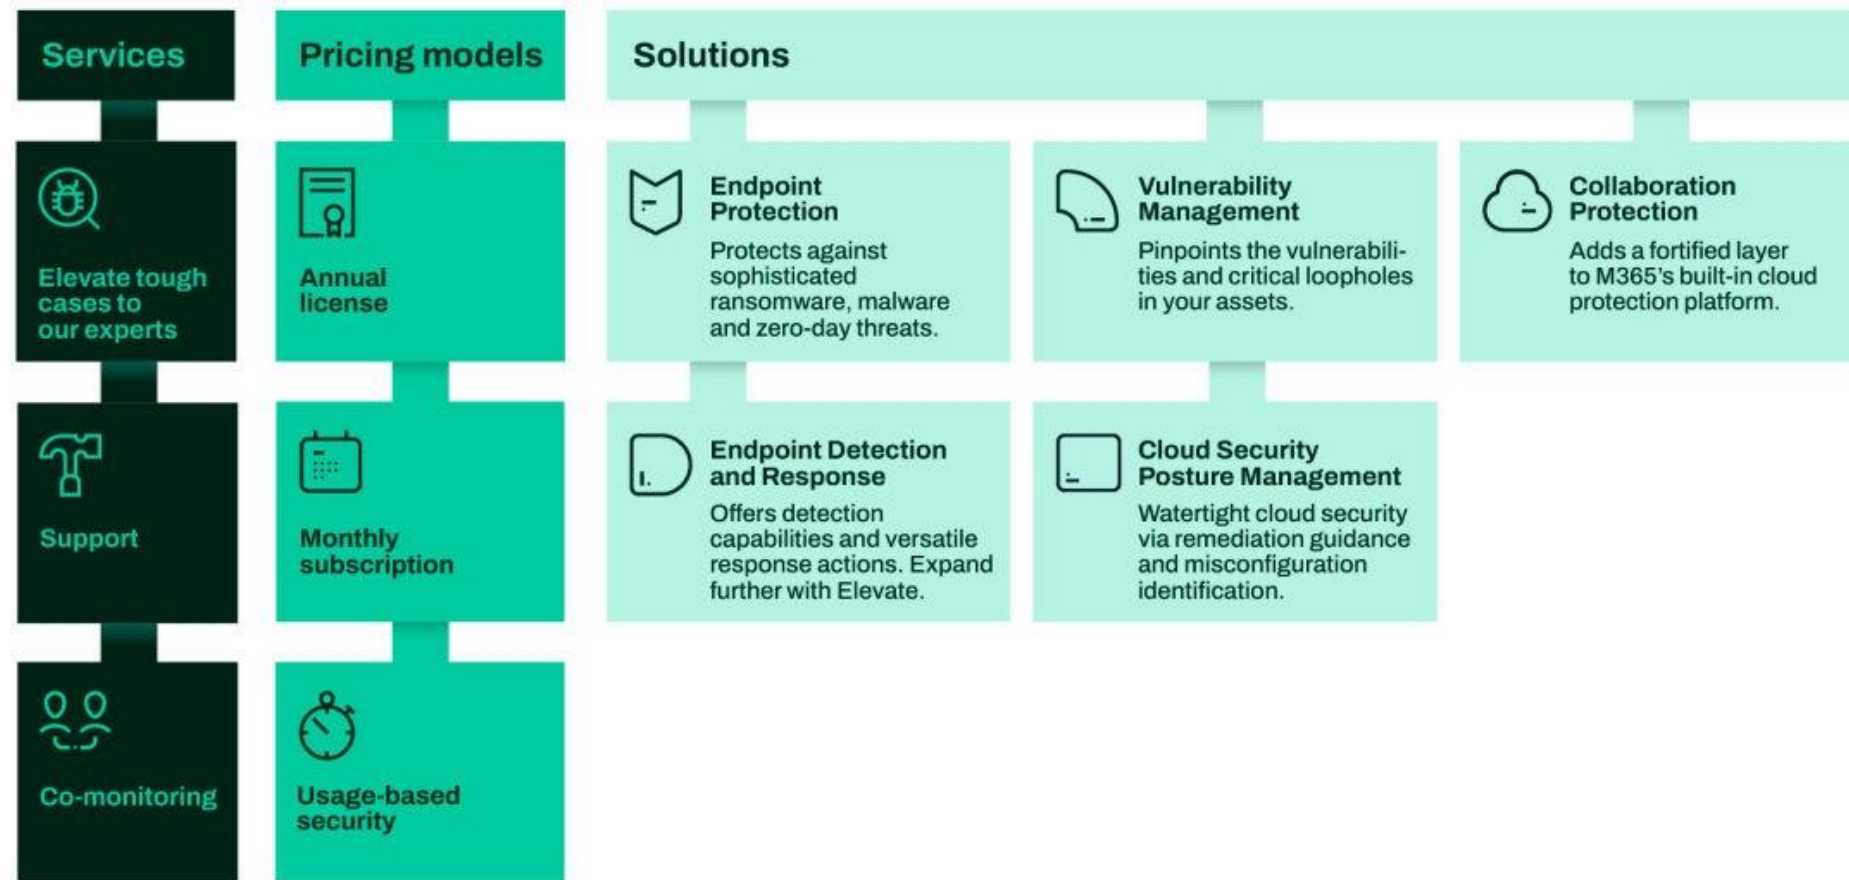 Services
Elevate tough
cases to
our experts
Support
Co-monitoring
Pricing models
Annual
license
Monthly
subscription
Usage-based
security
Solutions
Endpoint
Protection
Protects against
sophisticated
ransomware, malware
and zero-day threats.
Endpoint Detection
and Response
Offers detection
capabilities and versatile
response actions. Expand
further with Elevate.
Vulnerability
Management
Pinpoints the vulnerabili-
ties and critical loopholes
in your assets.
Cloud Security
Posture Management
Watertight cloud security
via remediation guidance
and misconfiguration
identification.
Collaboration
Protection
Adds a fortified layer
to M365's built-in cloud
protection platform.